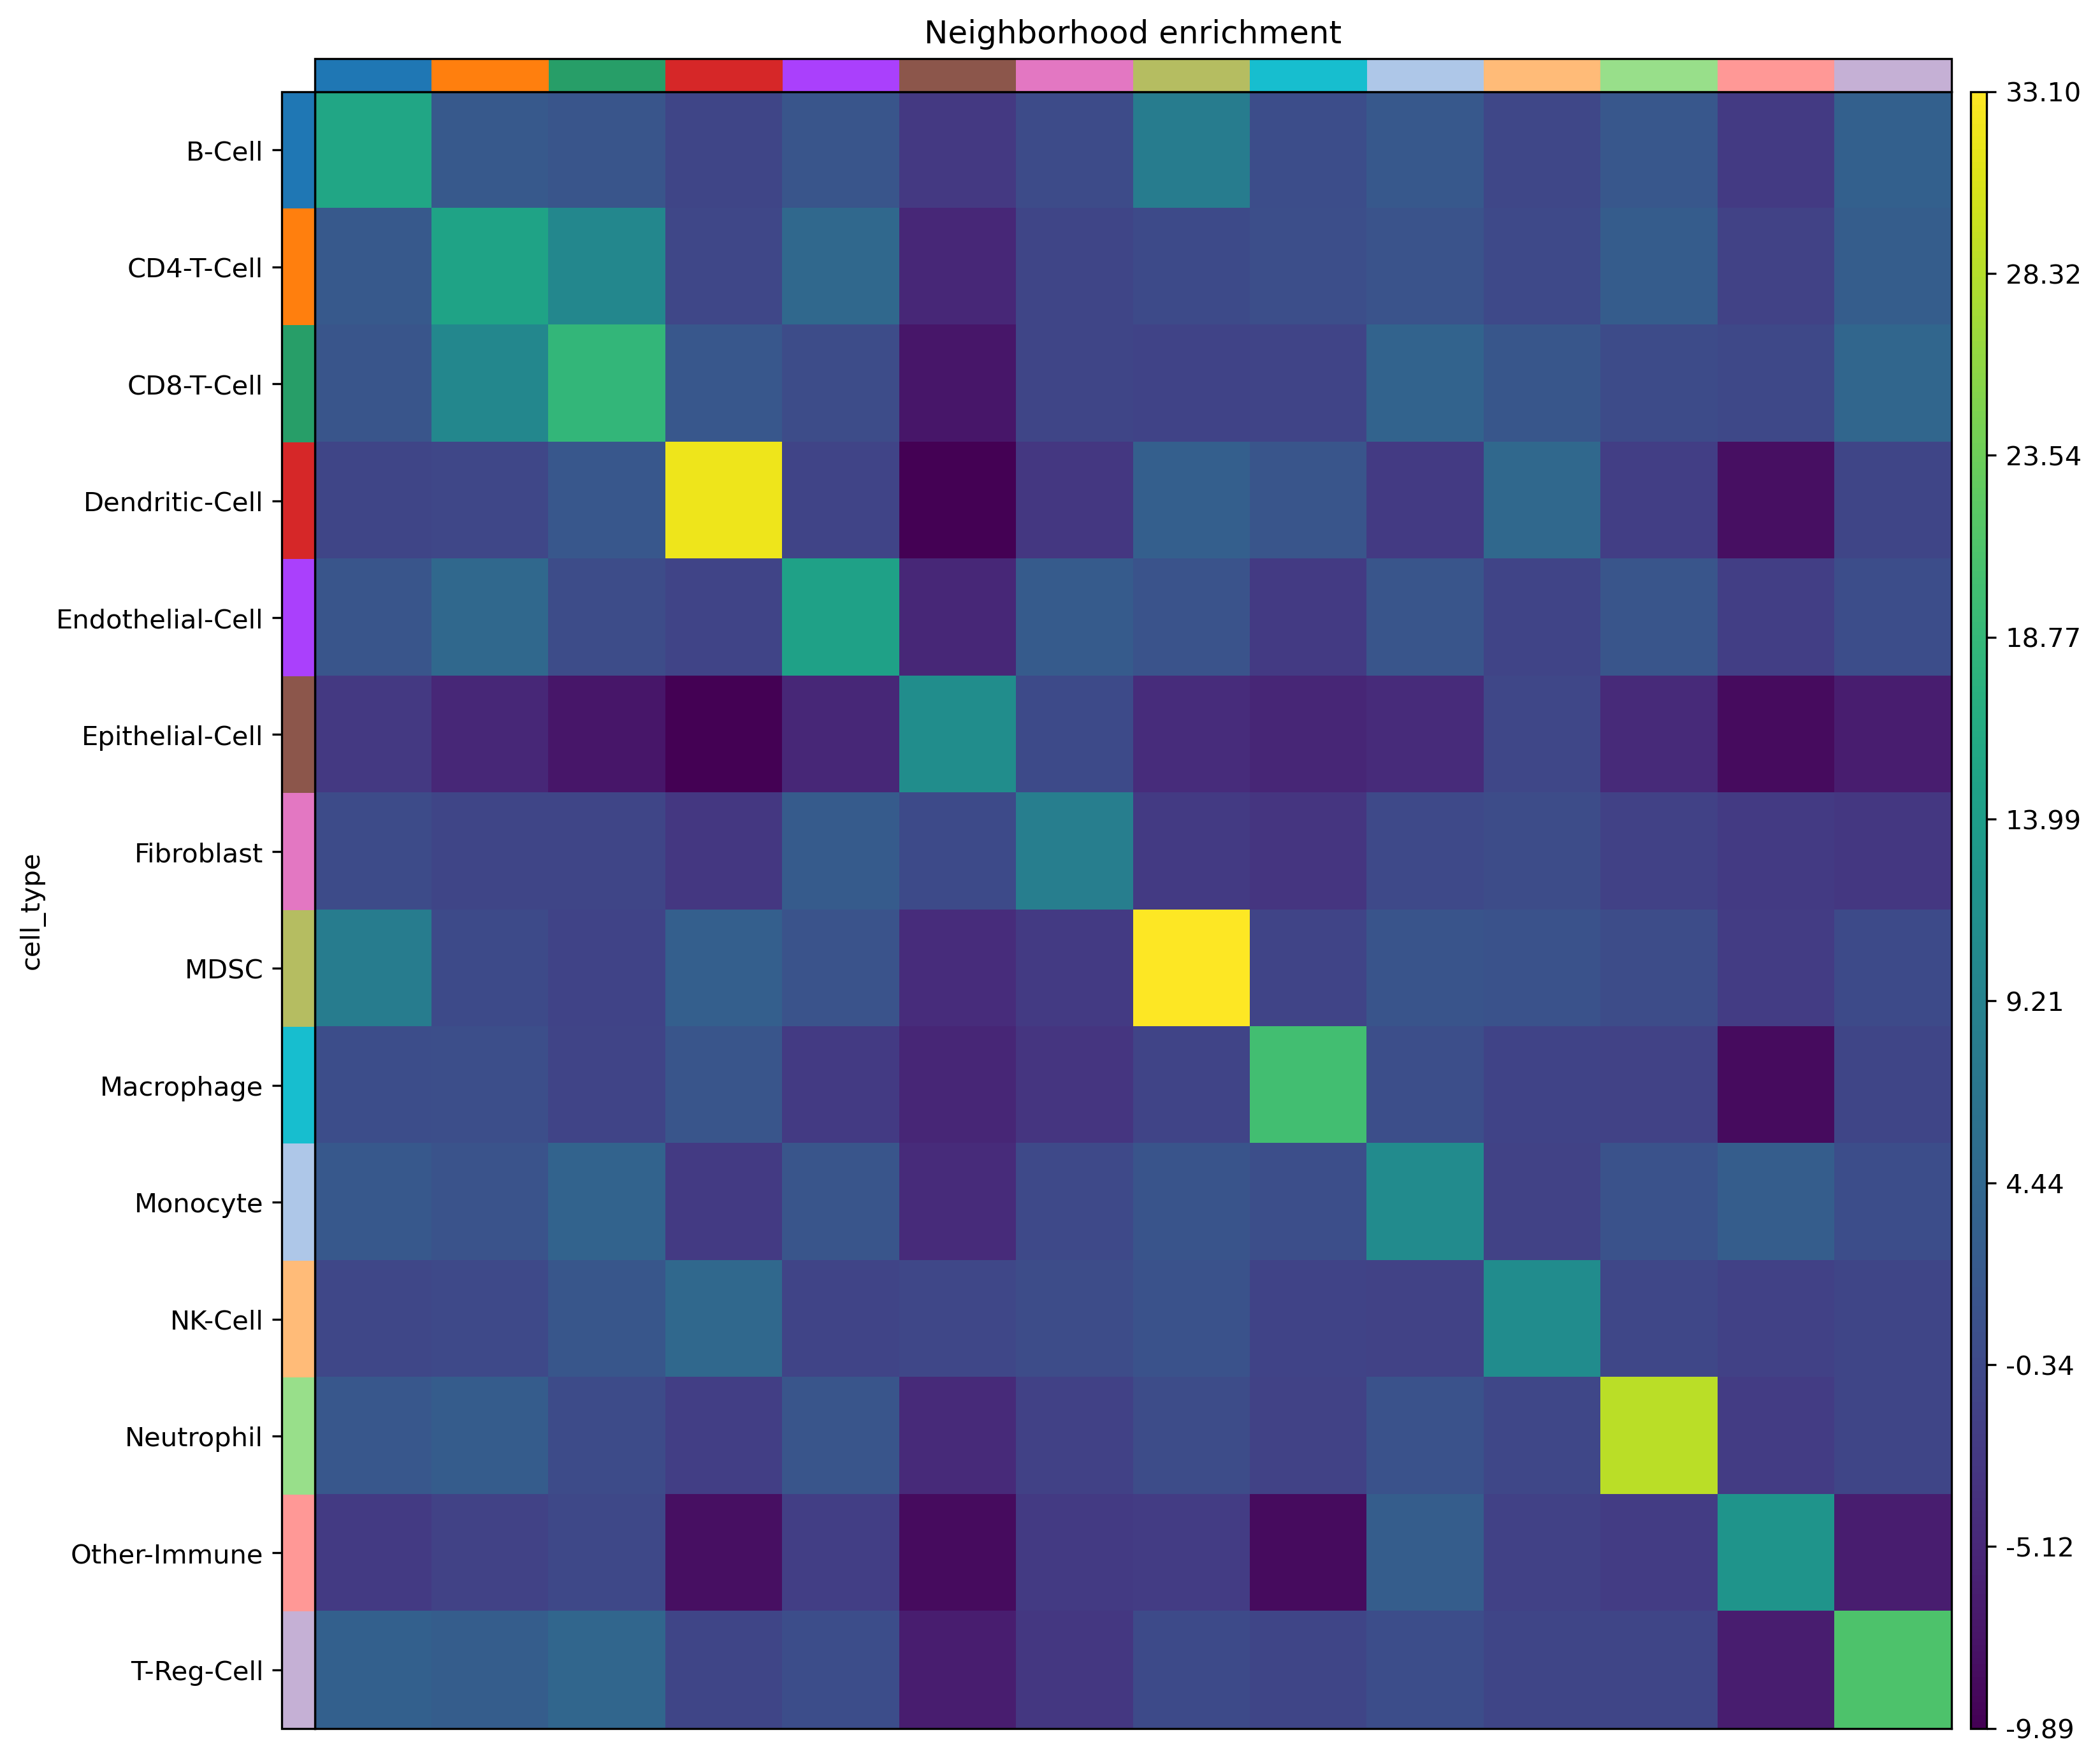 Neighborhood enrichment
B-Cell
CD4-T-Cell
CD8-T-Cell
Dendritic-Cell
Endothelial-Cell
Epithelial-Cell
Fibroblast
MDSC
Macrophage
Monocyte
NK-Cell
Neutrophil
Other-Immune
T-Reg-Cell
cell_type
33.10
28.32
23.54
18.77
13.99
9.21
4.44
-0.34
-5.12
-9.89